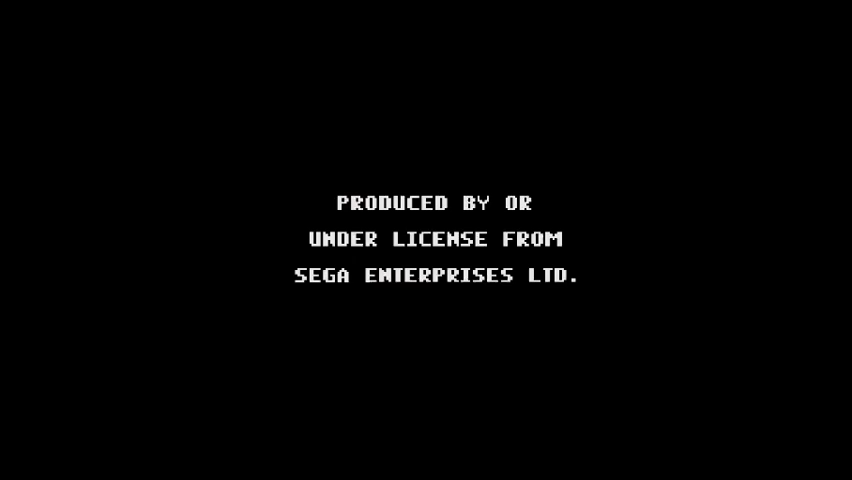 PRODUCED BY OR
UNDER LICENSE FROM
SEGA ENTERPRISES LTD.